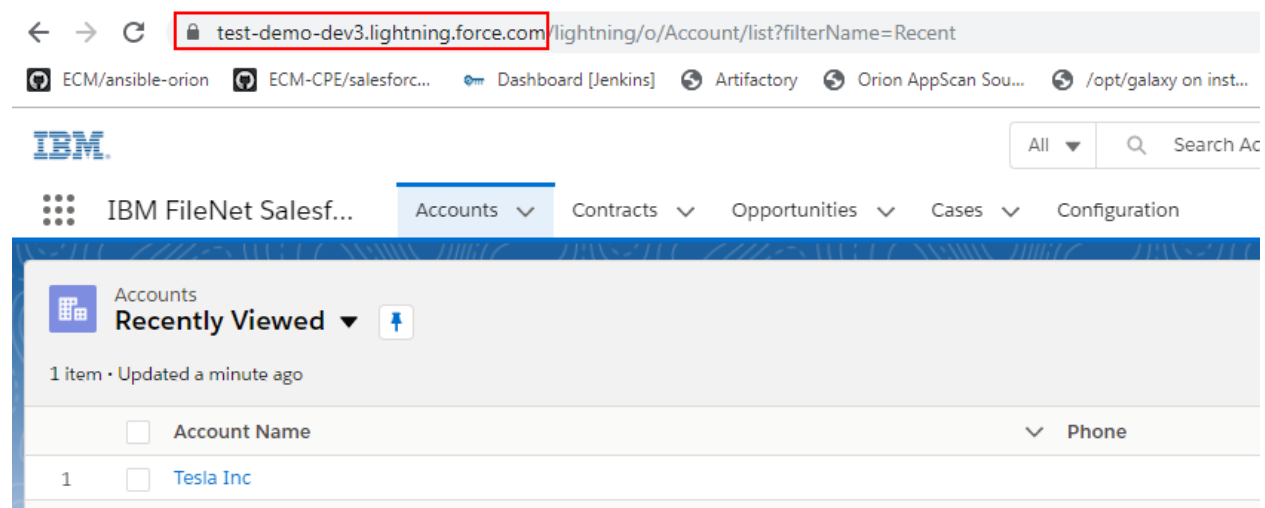 test-demo-dev3.lightning.force.com/lightning/o/Account/list?filterName=Recent
ECM/ansible-orion ECM-CPE/salesforc... Dashboard [Jenkins] Artifactory Orion AppScan Sou... /opt/galaxy on inst...
IBM. All Search Ac
IBM FileNet Salesf... Accounts Contracts Opportunities Cases Configuration
Accounts
Recently Viewed
1 item • Updated a minute ago
Account Name Phone
1 Tesla Inc